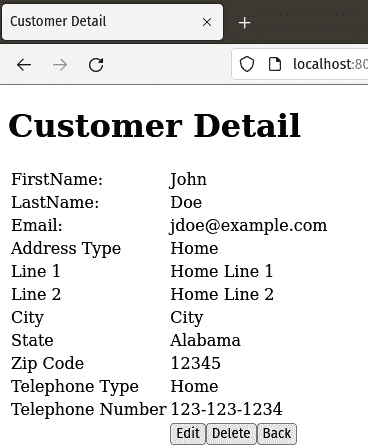 Customer Detail
localhost:80
Customer Detail
FirstName: John
LastName: Doe
Email: jdoe@example.com
Address Type Home
Line 1 Home Line 1
Line 2 Home Line 2
City City
State Alabama
Zip Code 12345
Telephone Type Home
Telephone Number 123-123-1234
Edit Delete Back